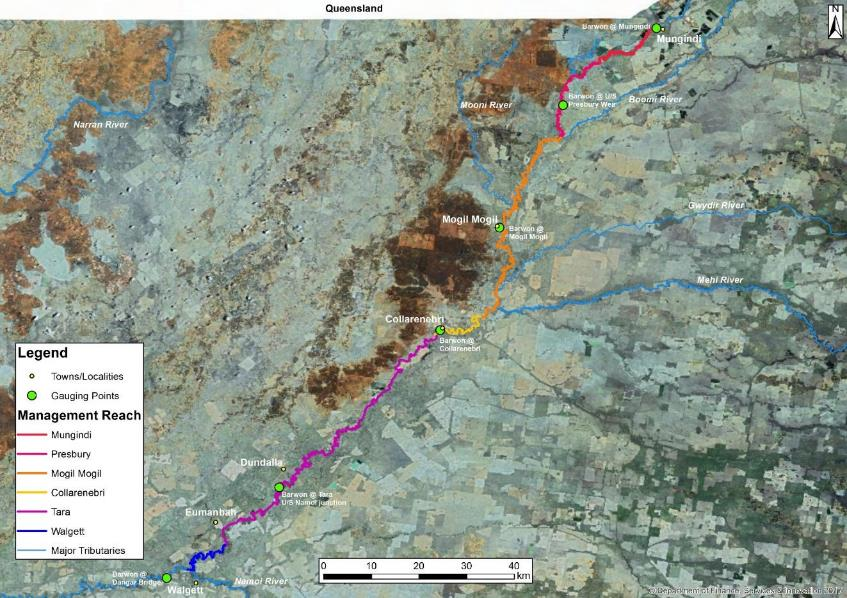 Queensland
N
Barwon @ Mungindi
Mungindi
Mooni River
Barwon @ U/S
Presbury Weir
Boomi River
Narran River
Gwydir River
Mogil Mogil
Barwon @
Mogil Mogil
Mehi River
Collarenebri
Barwon @
Collarenebri
Legend
Towns/Localities
Gauging Points
Management Reach
Mungindi
Presbury
Mogil Mogil
Collarenebri
Tara
Walgett
Major Tributaries
Dundalla
Barwon @ Tara
U/S Namoi junction
Eumanbah
Barwon @
Dangar Bridge
Walgett
Namoi River
0 10 20 30 40
km
© Department of Finance, Services & Innovation 2017